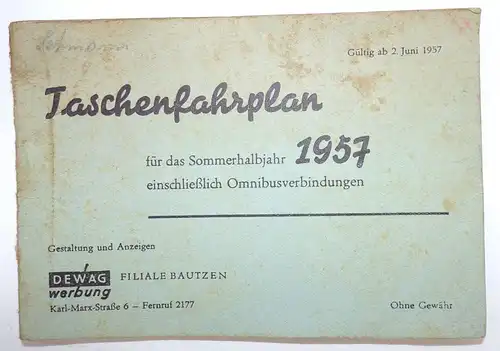 Gültig ab 2. Juni 1957
Taschenfahrplan
für das Sommerhalbjahr 1957
einschließlich Omnibusverbindungen
Gestaltung und Anzeigen
DEWAG
werbung
FILIALE BAUTZEN
Karl-Marx-Straße 6 – Fernruf 2177
Ohne Gewähr